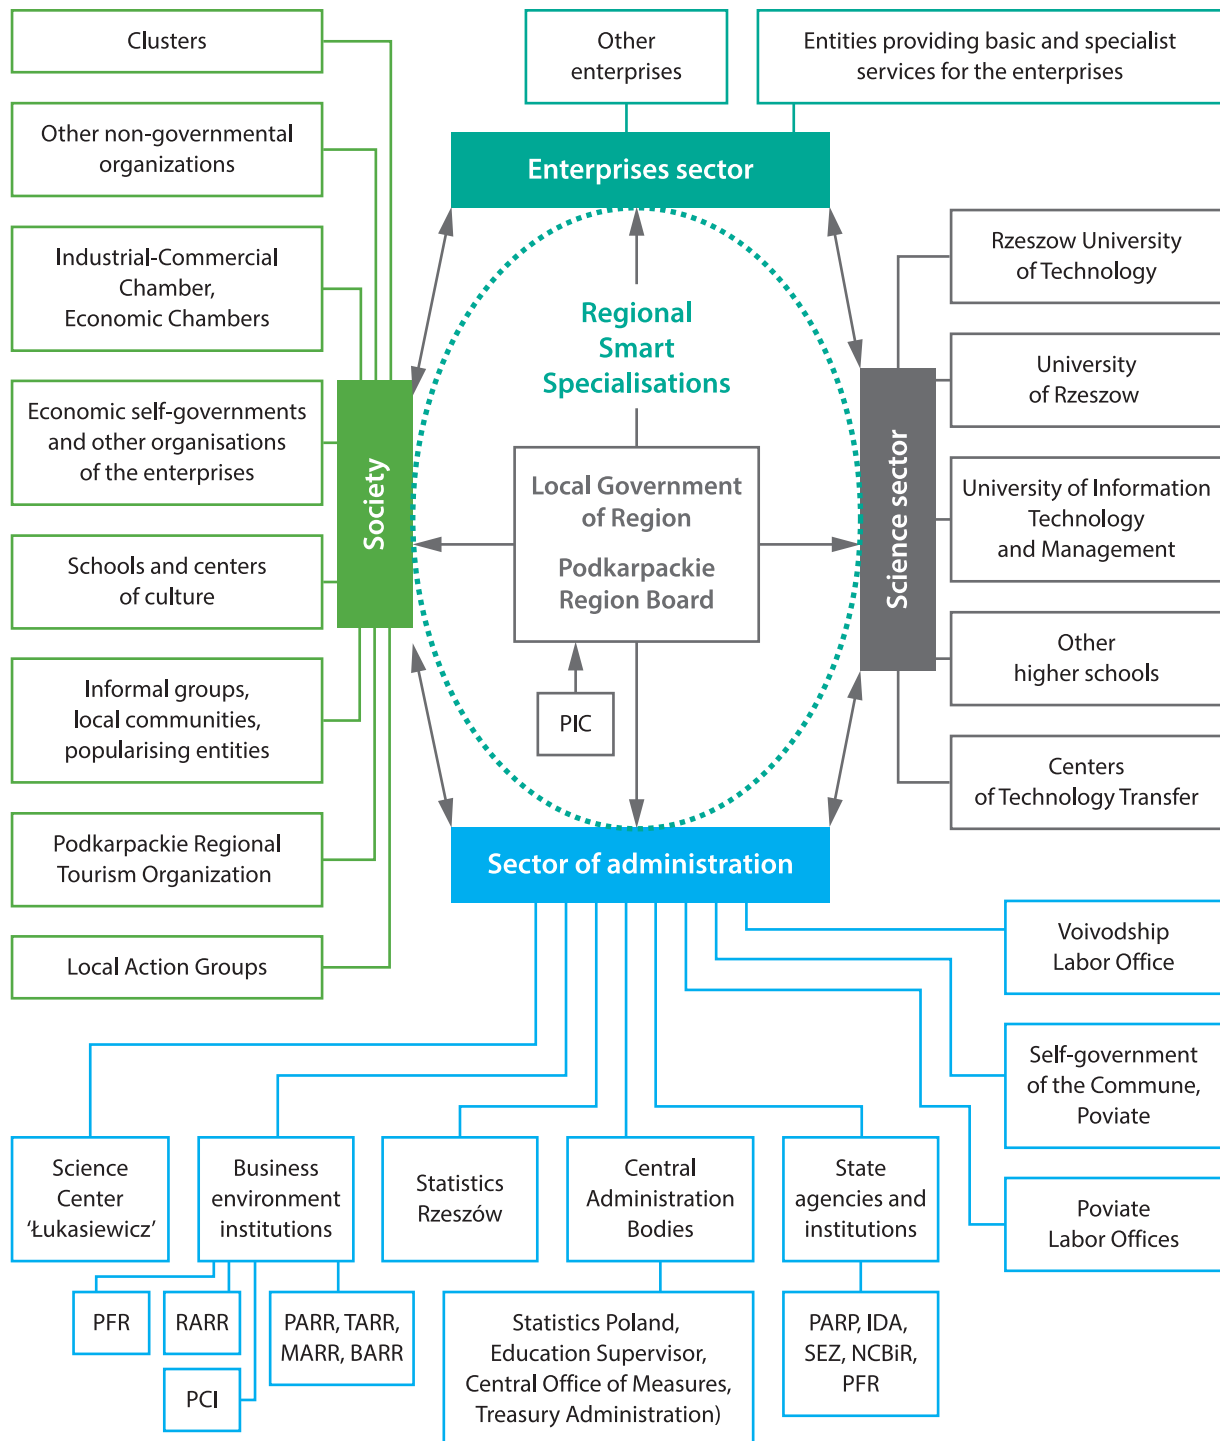 Clusters
Other non-governmental
organizations
Industrial-Commercial
Chamber,
Economic Chambers
Economic self-governments
and other organisations
of the enterprises
Schools and centers
of culture
Informal groups,
local communities,
popularising entities
Podkarpackie Regional
Tourism Organization
Local Action Groups
Society
Other
enterprises
Entities providing basic and specialist
services for the enterprises
Enterprises sector
Regional
Smart
Specialisations
Local Government
of Region
Podkarpackie
Region Board
PIC
Science sector
Rzeszow University
of Technology
University
of Rzeszow
University of Information
Technology
and Management
Other
higher schools
Centers
of Technology Transfer
Sector of administration
Voivodship
Labor Office
Self-government
of the Commune,
Poviate
Poviate
Labor Offices
Science
Center
‘Łukasiewicz’
Business
environment
institutions
Statistics
Rzeszów
Central
Administration
Bodies
State
agencies and
institutions
PFR
RARR
PCI
PARR, TARR,
MARR, BARR
Statistics Poland,
Education Supervisor,
Central Office of Measures,
Treasury Administration)
PARP, IDA,
SEZ, NCBiR,
PFR